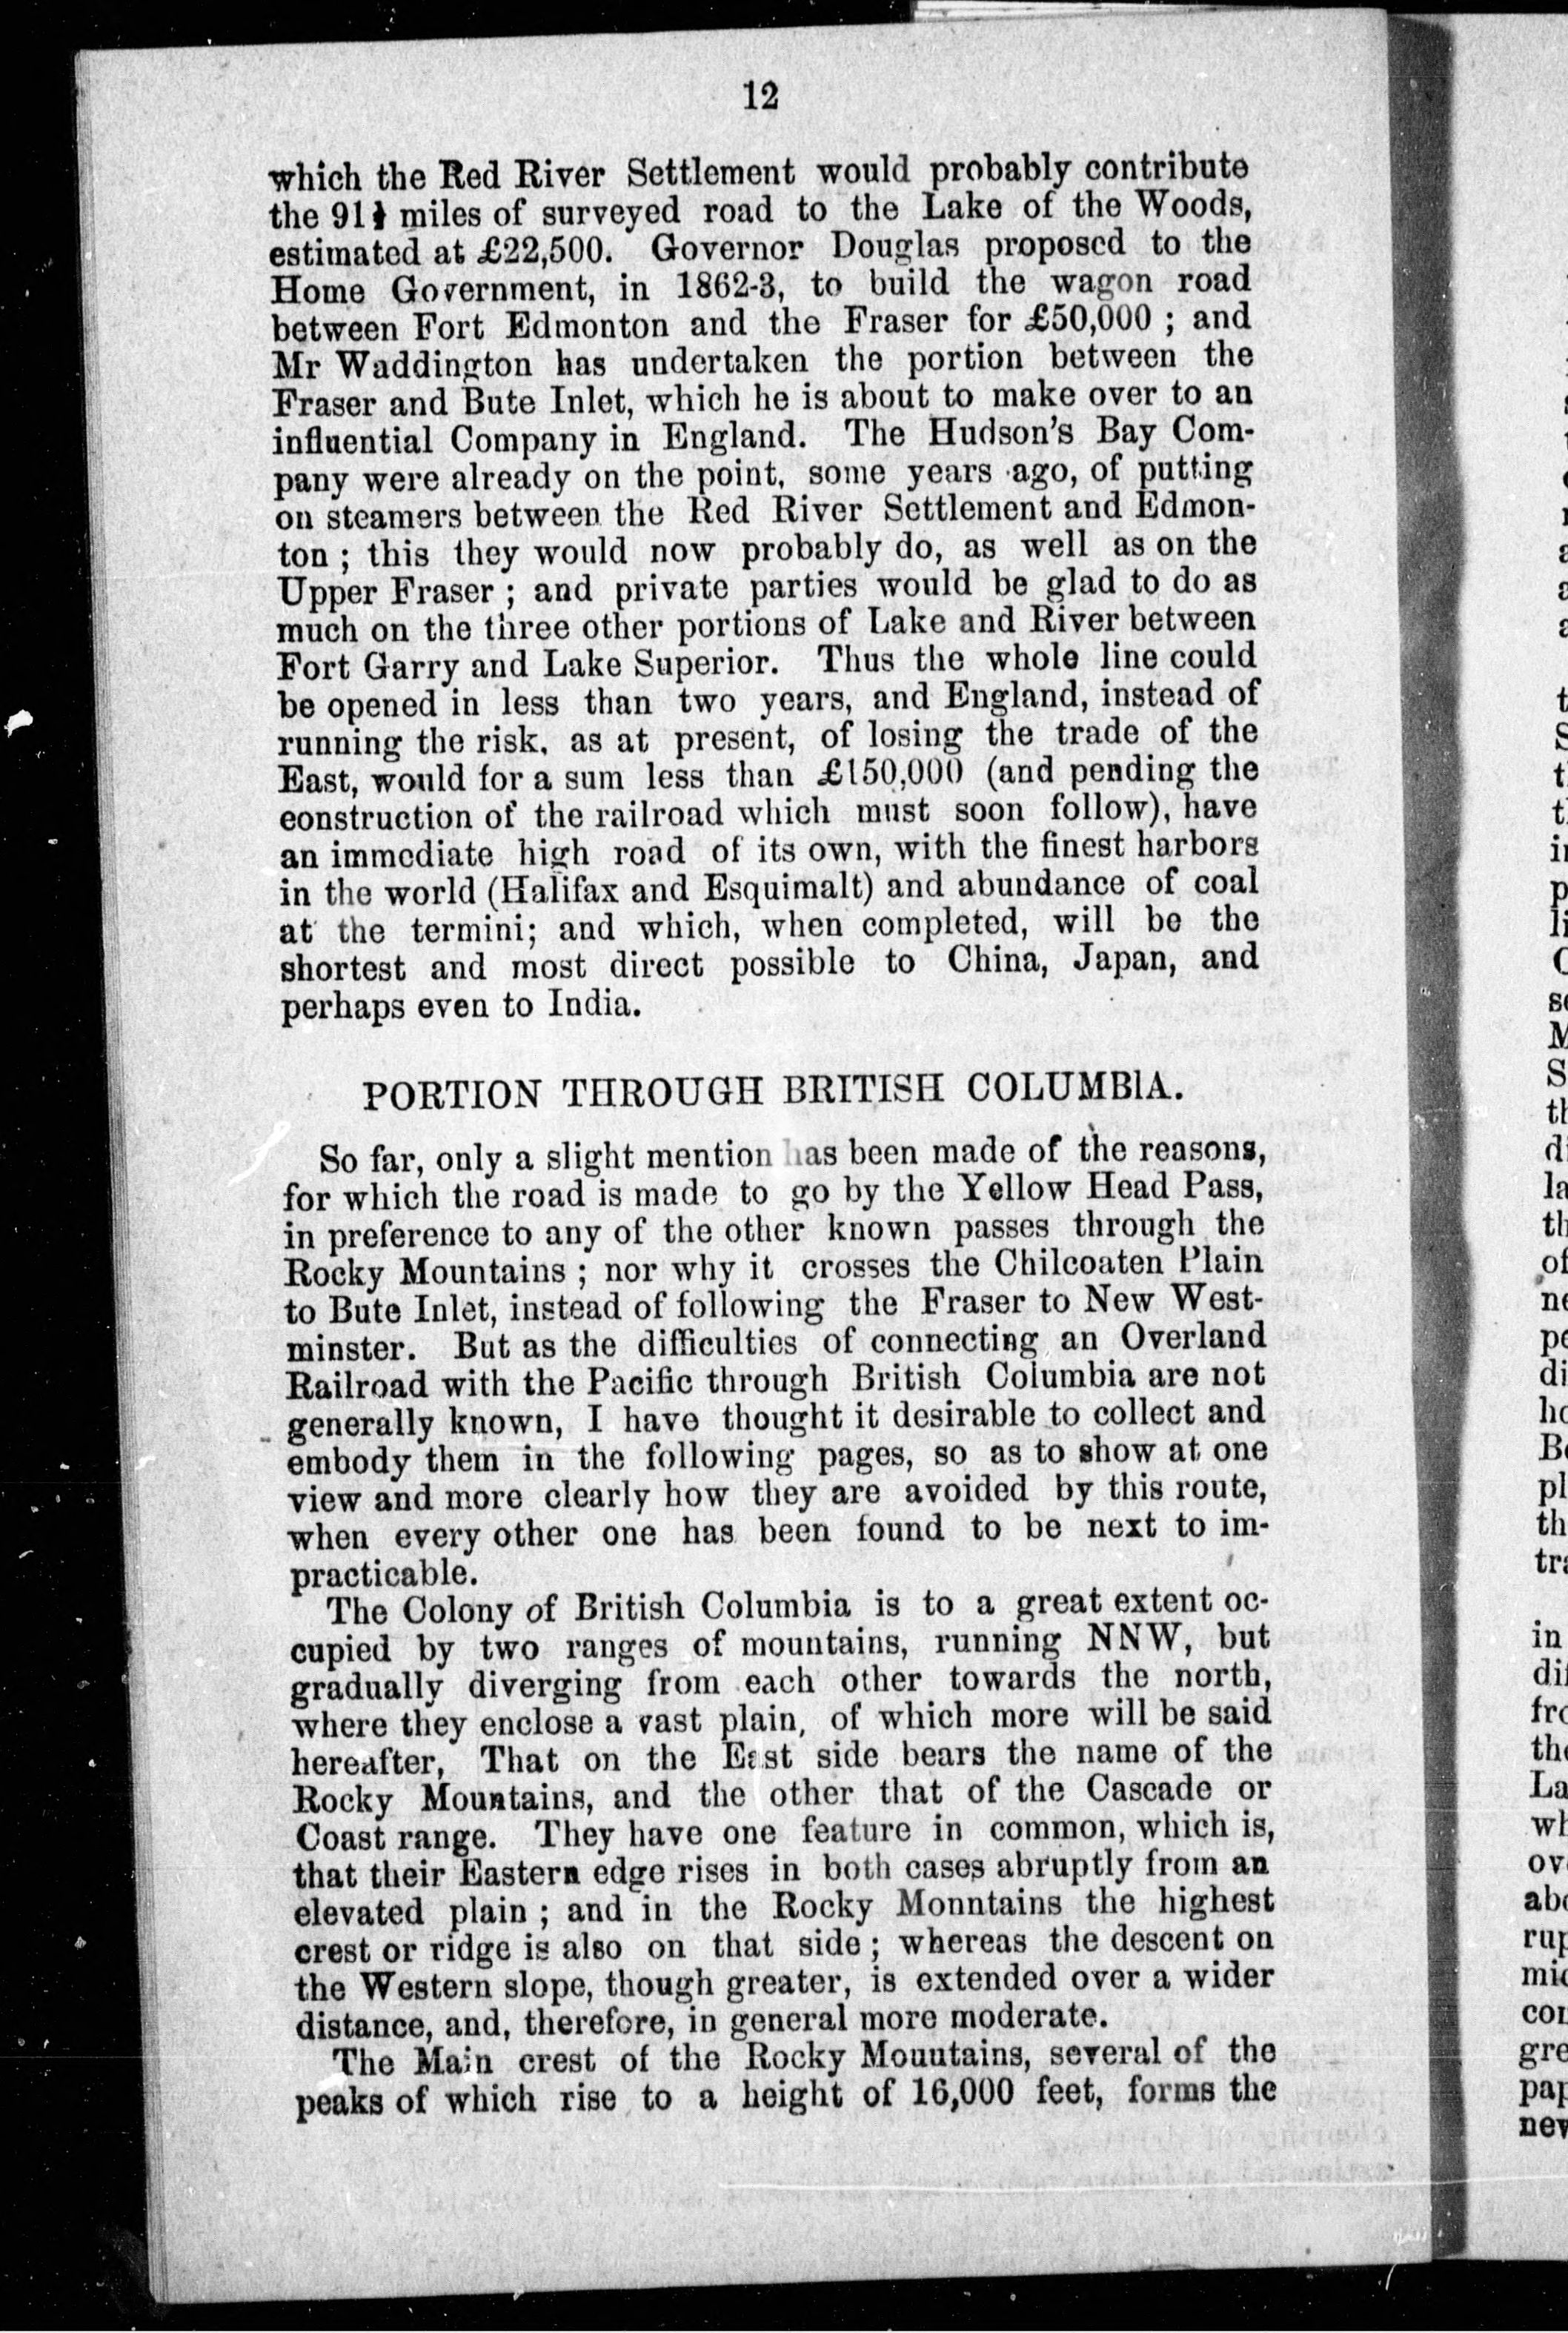 12
which the Red River Settlement would probably contribute
the 91½ miles of surveyed road to the Lake of the Woods,
estimated at £22,500. Governor Douglas proposed to the
Home Government, in 1862-3, to build the wagon road
between Fort Edmonton and the Fraser for £50,000 ; and
Mr Waddington has undertaken the portion between the
Fraser and Bute Inlet, which he is about to make over to an
influential Company in England. The Hudson's Bay Com-
pany were already on the point, some years ago, of putting
on steamers between the Red River Settlement and Edmon-
ton ; this they would now probably do, as well as on the
Upper Fraser ; and private parties would be glad to do as
much on the three other portions of Lake and River between
Fort Garry and Lake Superior. Thus the whole line could
be opened in less than two years, and England, instead of
running the risk, as at present, of losing the trade of the
East, would for a sum less than £150,000 (and pending the
construction of the railroad which must soon follow), have
an immediate high road of its own, with the finest harbors
in the world (Halifax and Esquimalt) and abundance of coal
at the termini; and which, when completed, will be the
shortest and most direct possible to China, Japan, and
perhaps even to India.
PORTION THROUGH BRITISH COLUMBIA.
So far, only a slight mention has been made of the reasons,
for which the road is made to go by the Yellow Head Pass,
in preference to any of the other known passes through the
Rocky Mountains ; nor why it crosses the Chilcoaten Plain
to Bute Inlet, instead of following the Fraser to New West-
minster. But as the difficulties of connecting an Overland
Railroad with the Pacific through British Columbia are not
generally known, I have thought it desirable to collect and
embody them in the following pages, so as to show at one
view and more clearly how they are avoided by this route,
when every other one has been found to be next to im-
practicable.
The Colony of British Columbia is to a great extent oc-
cupied by two ranges of mountains, running NNW, but
gradually diverging from each other towards the north,
where they enclose a vast plain, of which more will be said
hereafter, That on the East side bears the name of the
Rocky Mountains, and the other that of the Cascade or
Coast range. They have one feature in common, which is,
that their Eastern edge rises in both cases abruptly from an
elevated plain ; and in the Rocky Monntains the highest
crest or ridge is also on that side ; whereas the descent on
the Western slope, though greater, is extended over a wider
distance, and, therefore, in general more moderate.
The Main crest of the Rocky Mouutains, several of the
peaks of which rise to a height of 16,000 feet, forms the